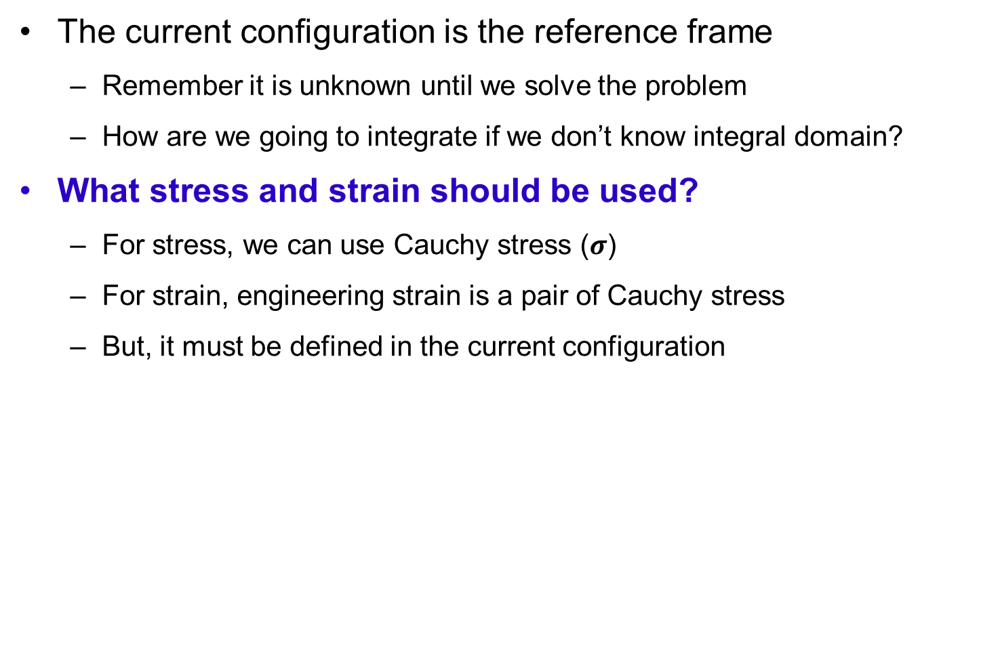 • The current configuration is the reference frame
– Remember it is unknown until we solve the problem
– How are we going to integrate if we don’t know integral domain?
• What stress and strain should be used?
– For stress, we can use Cauchy stress (𝝈)
– For strain, engineering strain is a pair of Cauchy stress
– But, it must be defined in the current configuration